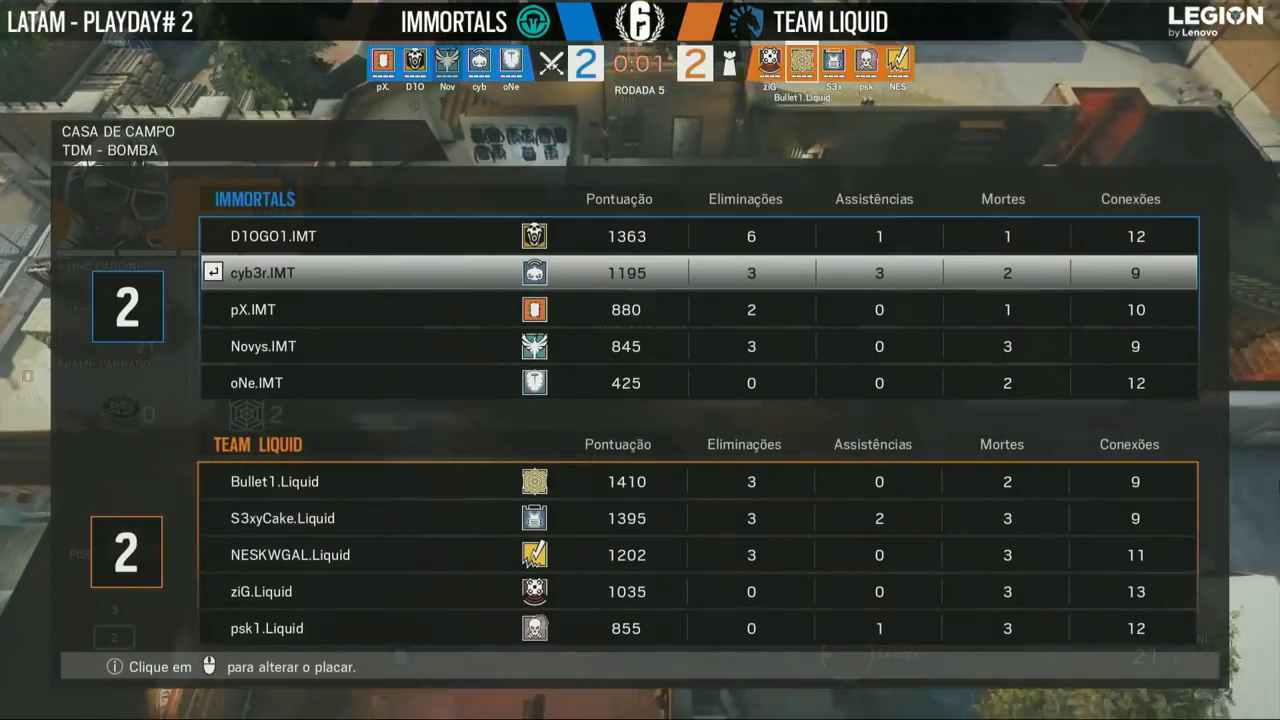 LATAM - PLAYDAY# 2
IMMORTALS
TEAM LIQUID
LEGION
by Lenovo
2
0:01
2
pX. D1O Nov cyb oNe
RODADA 5
ziG Bullet1.Liquid S3x psk NES
CASA DE CAMPO
TDM - BOMBA
IMMORTALS Pontuação Eliminações Assistências Mortes Conexões
D1OGO1.IMT 1363 6 1 1 12
cyb3r.IMT 1195 3 3 2 9
2
pX.IMT 880 2 0 1 10
Novys.IMT 845 3 0 3 9
oNe.IMT 425 0 0 2 12
0
2
TEAM LIQUID Pontuação Eliminações Assistências Mortes Conexões
Bullet1.Liquid 1410 3 0 2 9
S3xyCake.Liquid 1395 3 2 3 9
2
NESKWGAL.Liquid 1202 3 0 3 11
ziG.Liquid 1035 0 0 3 13
3
psk1.Liquid 855 0 1 3 12
2
Clique em para alterar o placar.